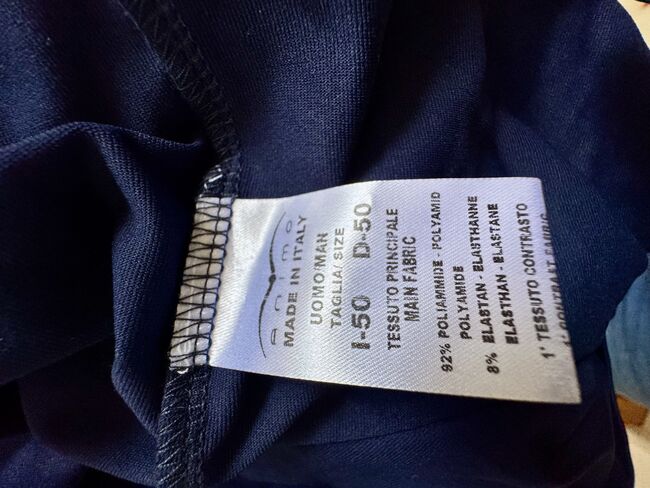 animo
MADE IN ITALY
UOMO/MAN
TAGLIA/SIZE
I-50 D-50
TESSUTO PRINCIPALE
MAIN FABRIC
92% POLIAMMIDE - POLYAMID
POLYAMIDE
8% ELASTAN - ELASTHANNE
ELASTHAN - ELASTANE
1° TESSUTO CONTRASTO